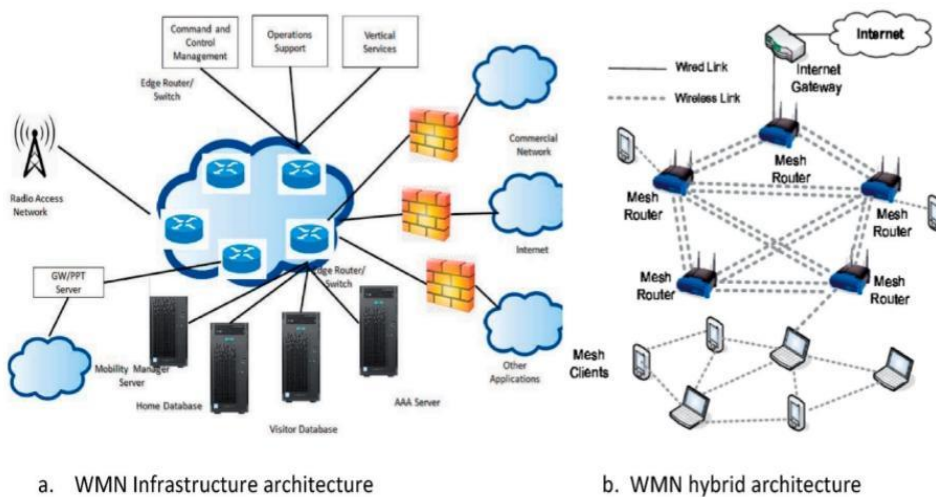 Command and
Control
Management
Operations
Support
Vertical
Services
Edge Router/
Switch
Commercial
Network
Radio Access
Network
Internet
GW/PPT
Server
Edge Router/
Switch
Mobility Manager
Server
Home Database
Visitor Database
AAA Server
Other
Applications
a. WMN Infrastructure architecture
Internet
Internet
Gateway
Wired Link
Wireless Link
Mesh
Router
Mesh
Router
Mesh
Router
Mesh
Router
Mesh
Router
Mesh
Clients
b. WMN hybrid architecture